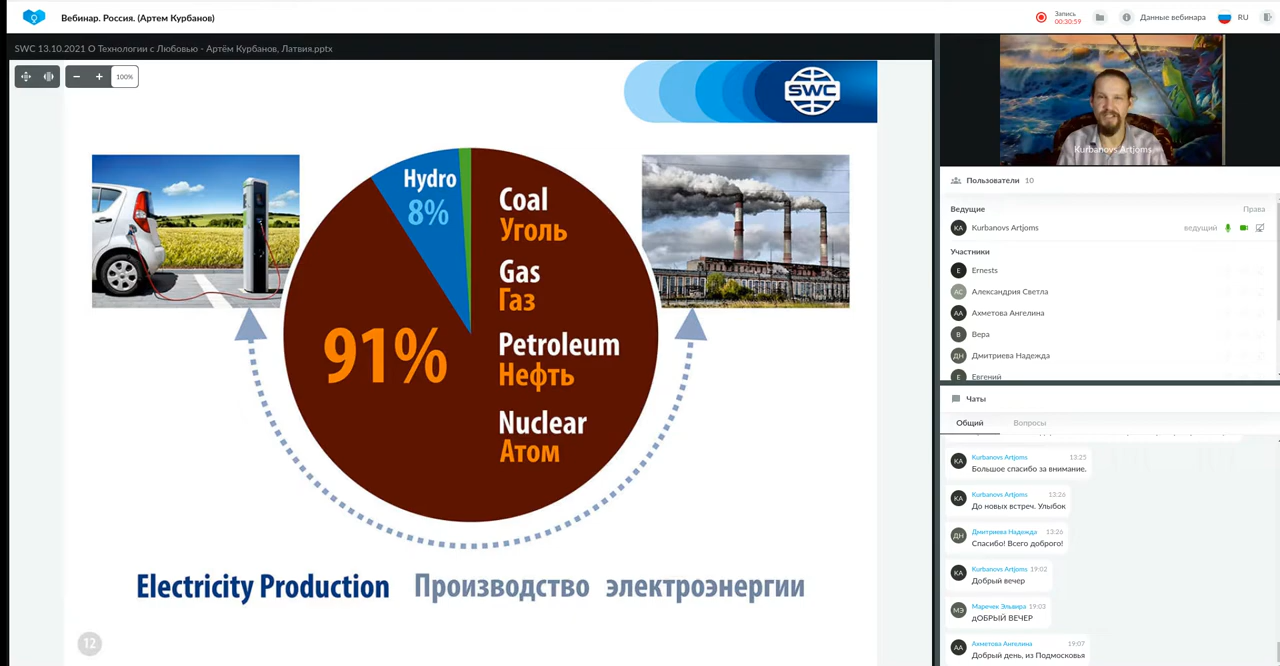 Вебинар. Россия. (Артем Курбанов)
Запись
00:30:59
Данные вебинара
RU
SWC 13.10.2021 О Технологии с Любовью - Артём Курбанов, Латвия.pptx
100%
SWC
Hydro
8%
91%
Coal
Уголь
Gas
Газ
Petroleum
Нефть
Nuclear
Атом
Electricity Production Производство электроэнергии
12
Kurbanovs Artjoms
Пользователи 10
Ведущие Права
KA Kurbanovs Artjoms ведущий
Участники
E Ernests
АС Александрия Светла
АА Ахметова Ангелина
В Вера
ДН Дмитриева Надежда
Е Евгений
Чаты
Общий Вопросы
KA Kurbanovs Artjoms 13:25
Большое спасибо за внимание.
KA Kurbanovs Artjoms 13:26
До новых встреч. Улыбок
ДН Дмитриева Надежда 13:26
Спасибо! Всего доброго!
KA Kurbanovs Artjoms 19:02
Добрый вечер
МЭ Маречек Эльвира 19:03
дОБРЫЙ ВЕЧЕР
АА Ахметова Ангелина 19:07
Добрый день, из Подмосковья